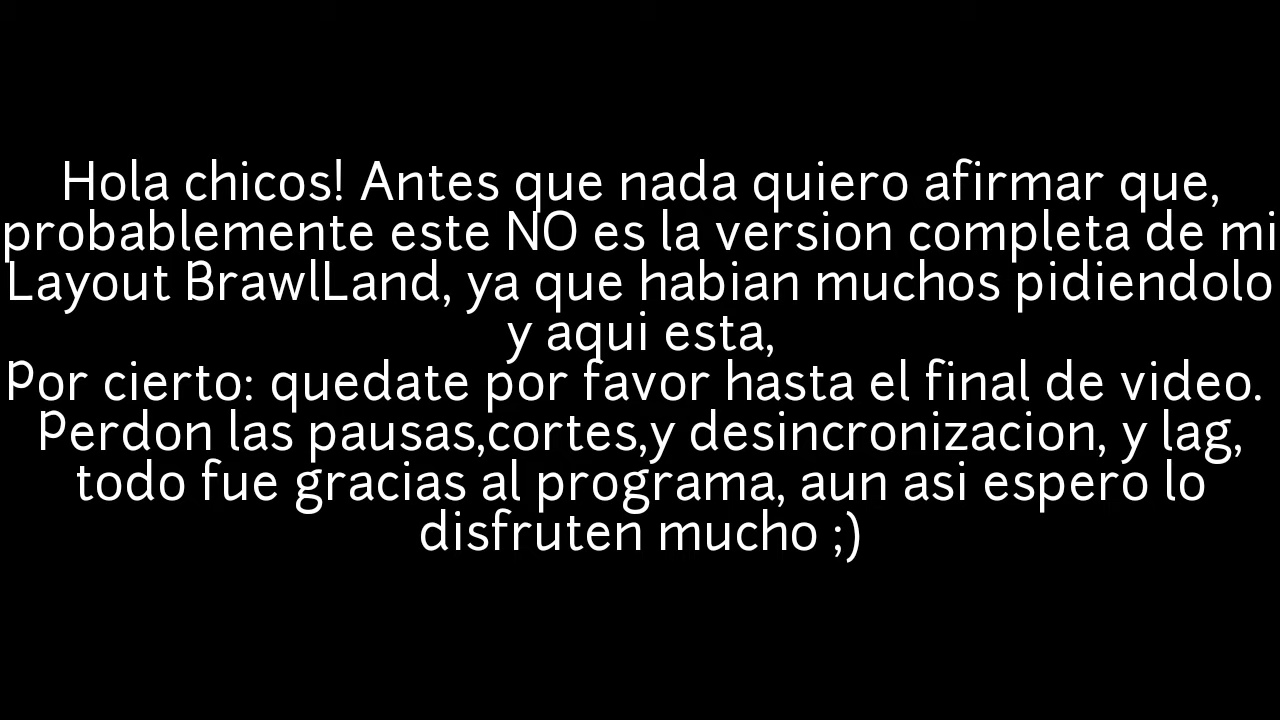 Hola chicos! Antes que nada quiero afirmar que,
probablemente este NO es la version completa de mi
Layout BrawlLand, ya que habian muchos pidiendolo
y aqui esta,
Por cierto: quedate por favor hasta el final de video.
Perdon las pausas,cortes,y desincronizacion, y lag,
todo fue gracias al programa, aun asi espero lo
disfruten mucho ;)